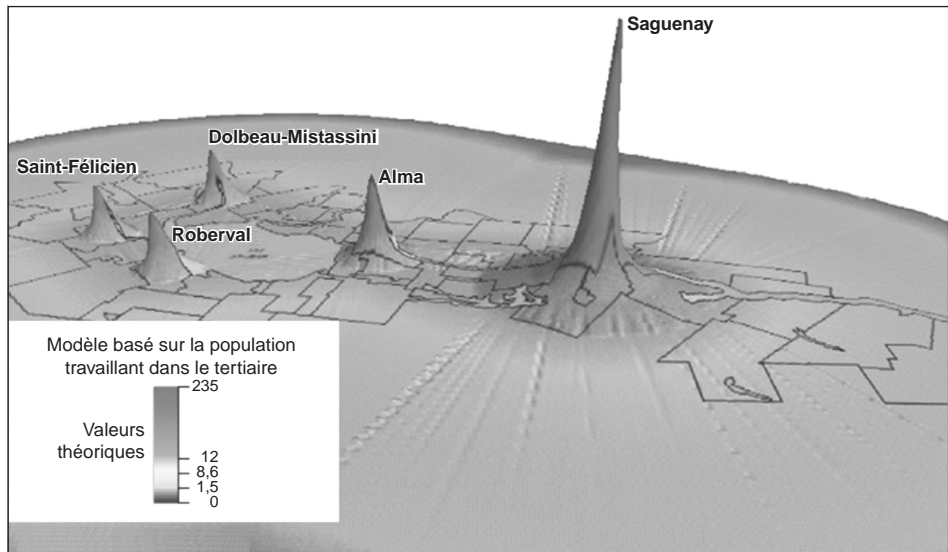 Saguenay
Dolbeau-Mistassini
Saint-Félicien
Alma
Roberval
Modèle basé sur la population
travaillant dans le tertiaire
235
Valeurs
théoriques
12
8,6
1,5
0